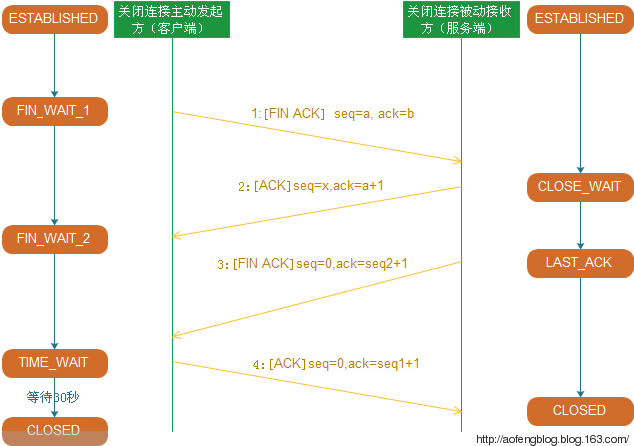 ESTABLISHED
关闭连接主动发起
方（客户端）
关闭连接被动接收
方（服务端）
ESTABLISHED
FIN_WAIT_1
1:[FIN ACK] seq=a, ack=b
2:[ACK]seq=x,ack=a+1
CLOSE_WAIT
FIN_WAIT_2
3:[FIN ACK]seq=0,ack=seq2+1
LAST_ACK
TIME_WAIT
4:[ACK]seq=0,ack=seq1+1
等待30秒
CLOSED
CLOSED
http://aofengblog.blog.163.com/